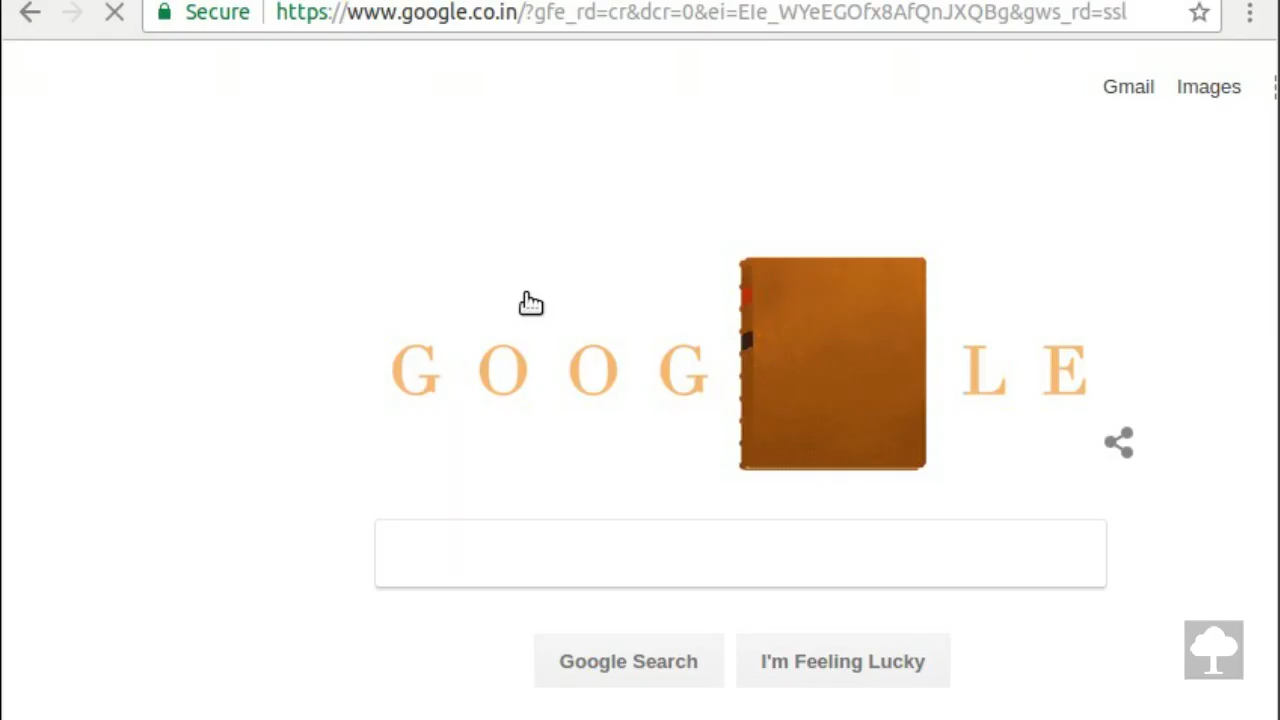 Secure https://www.google.co.in/?gfe_rd=cr&dcr=0&ei=EIe_WYeEGOfx8AfQnJXQBg&gws_rd=ssl
Gmail Images
G O O G L E
Google Search I'm Feeling Lucky